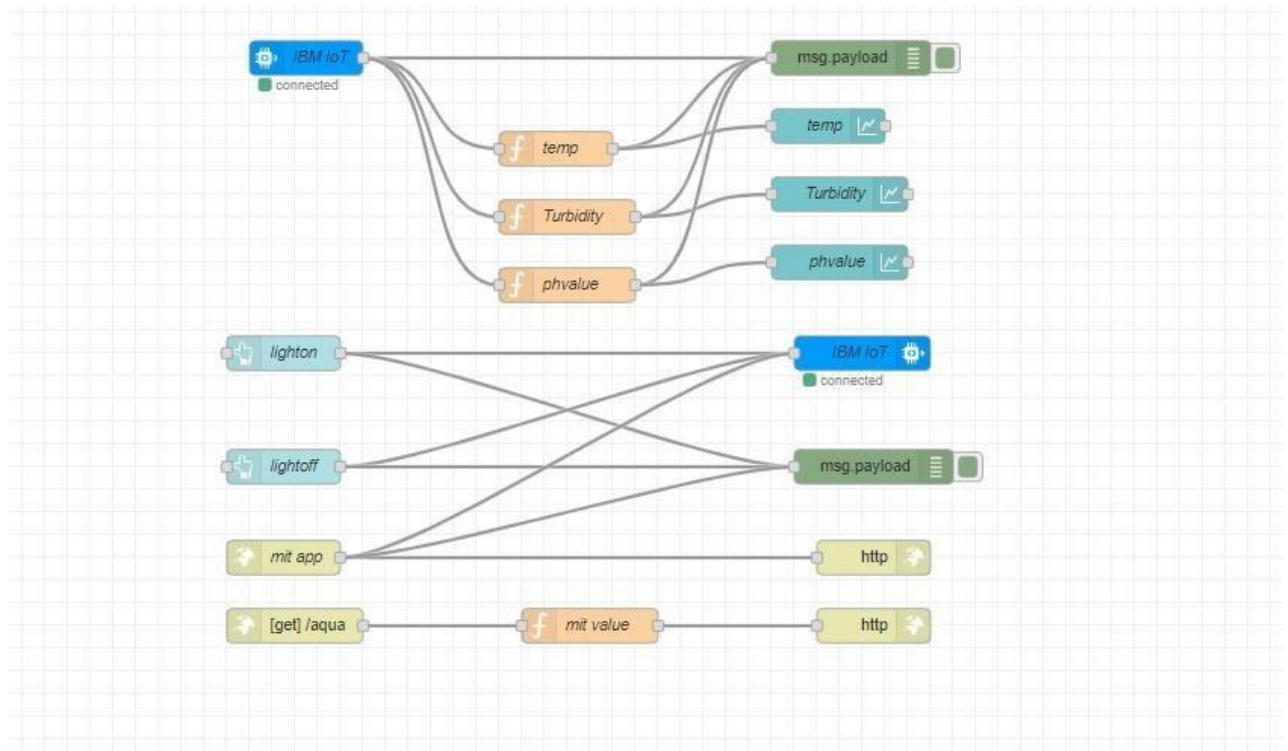 IBM IoT
msg.payload
connected
temp
temp
Turbidity
Turbidity
phvalue
phvalue
lighton
IBM IoT
connected
lightoff
msg.payload
mit app
http
[get] /aqua
mit value
http